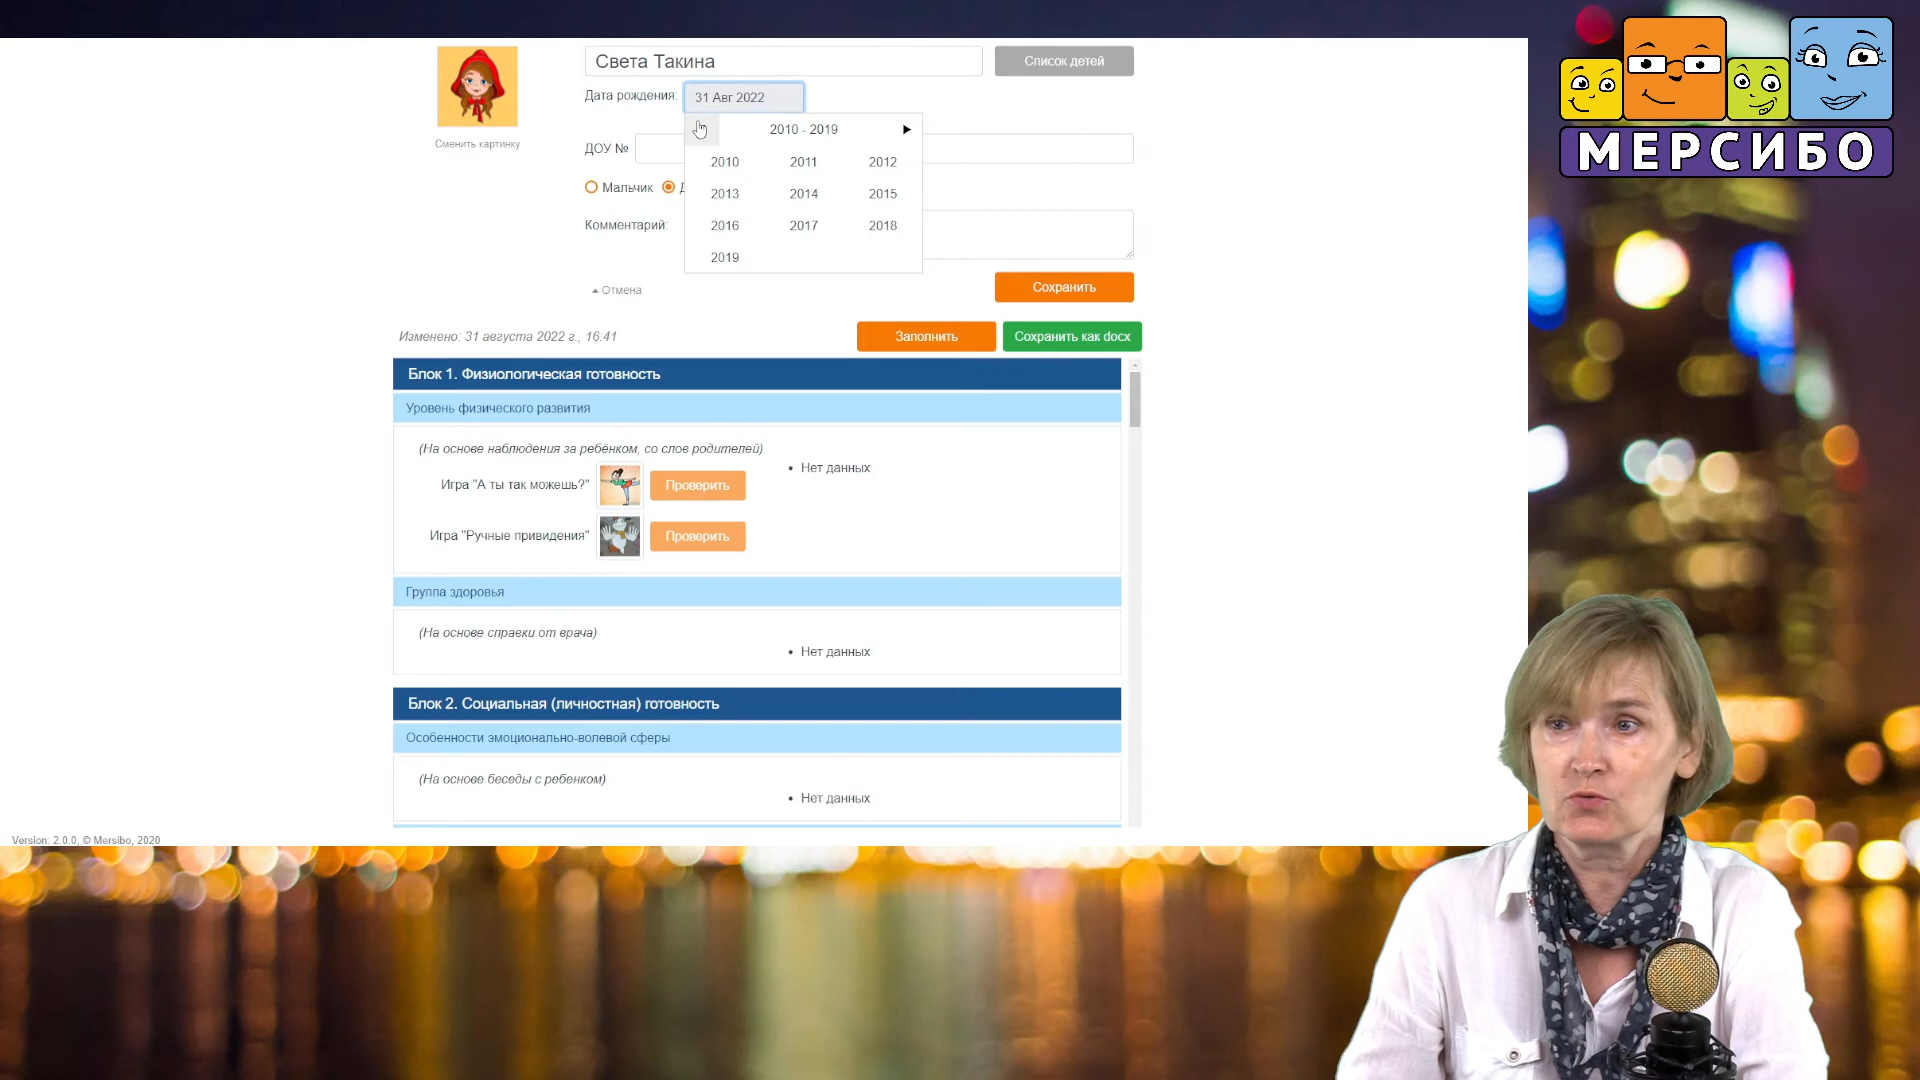 МЕРСИБО
Света Такина
Список детей
Дата рождения:
31 Авг 2022
Сменить картинку
2010 - 2019
ДОУ №
2010 2011 2012
Мальчик
2013 2014 2015
Комментарий:
2016 2017 2018
2019
Отмена
Сохранить
Изменено: 31 августа 2022 г., 16:41
Заполнить
Сохранить как docx
Блок 1. Физиологическая готовность
Уровень физического развития
(На основе наблюдения за ребёнком, со слов родителей)
Нет данных
Игра "А ты так можешь?"
Проверить
Игра "Ручные привидения"
Проверить
Группа здоровья
(На основе справки от врача)
Нет данных
Блок 2. Социальная (личностная) готовность
Особенности эмоционально-волевой сферы
(На основе беседы с ребенком)
Нет данных
Version: 2.0.0, © Mersibo, 2020